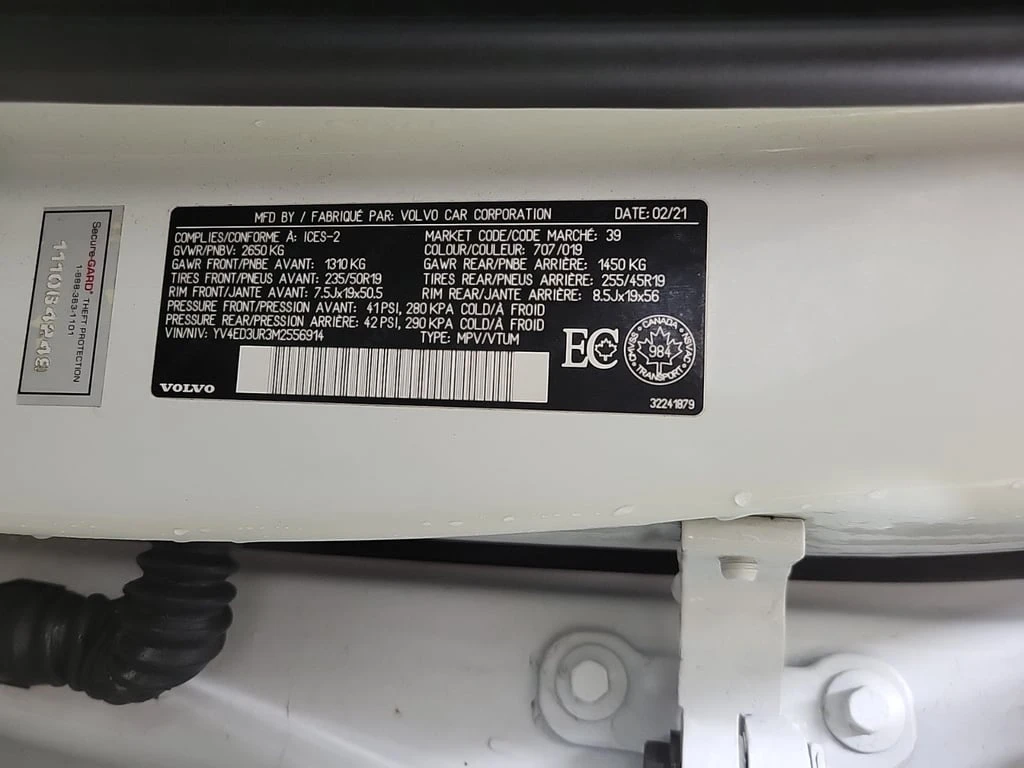 Secure-GARD® THEFT PROTECTION
1-888-383-1101
MFD BY / FABRIQUÉ PAR: VOLVO CAR CORPORATION DATE: 02/21
COMPLIES/CONFORME À: ICES-2 MARKET CODE/CODE MARCHÉ: 39
GVWR/PNBV: 2650 KG COLOUR/COULEUR: 707/019
GAWR FRONT/PNBE AVANT: 1310 KG GAWR REAR/PNBE ARRIÈRE: 1450 KG
TIRES FRONT/PNEUS AVANT: 235/50R19 TIRES REAR/PNEUS ARRIÈRE: 255/45R19
RIM FRONT/JANTE AVANT: 7.5Jx19x50.5 RIM REAR/JANTE ARRIÈRE: 8.5Jx19x56
PRESSURE FRONT/PRESSION AVANT: 41 PSI, 280 KPA COLD/À FROID
PRESSURE REAR/PRESSION ARRIÈRE: 42 PSI, 290 KPA COLD/À FROID
VIN/NIV: YV4ED3UR3M2556914 TYPE: MPV/VTUM
EC
CANADA
CMVSS NSVAC
984
TRANSPORT
VOLVO
32241879